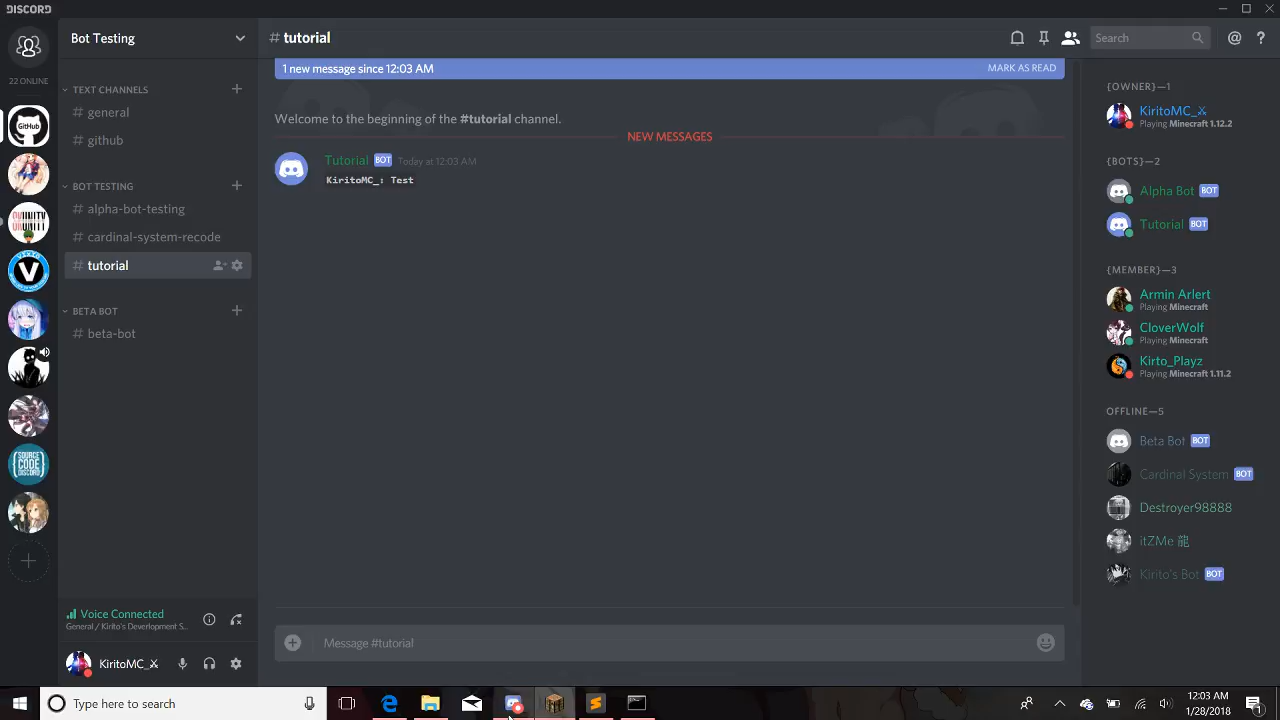 DISCORD
Bot Testing
# tutorial
Search
@
?
22 ONLINE
GitHub
V
SOURCE
CODE
DISCORD
TEXT CHANNELS
# general
# github
BOT TESTING
# alpha-bot-testing
# cardinal-system-recode
# tutorial
BETA BOT
# beta-bot
Voice Connected
General / Kirito's Deverlopment S...
KiritoMC_⚔
1 new message since 12:03 AM
MARK AS READ
Welcome to the beginning of the #tutorial channel.
NEW MESSAGES
Tutorial BOT Today at 12:03 AM
KiritoMC_: Test
Message #tutorial
{OWNER}—1
KiritoMC_⚔
Playing Minecraft 1.12.2
{BOTS}—2
Alpha Bot BOT
Tutorial BOT
{MEMBER}—3
Armin Arlert
Playing Minecraft
CloverWolf
Playing Minecraft
Kirto_Playz
Playing Minecraft 1.11.2
OFFLINE—5
Beta Bot BOT
Cardinal System BOT
Destroyer98888
itZMe 龍
Kirito's Bot BOT
Type here to search
12:03 AM
1/28/2018